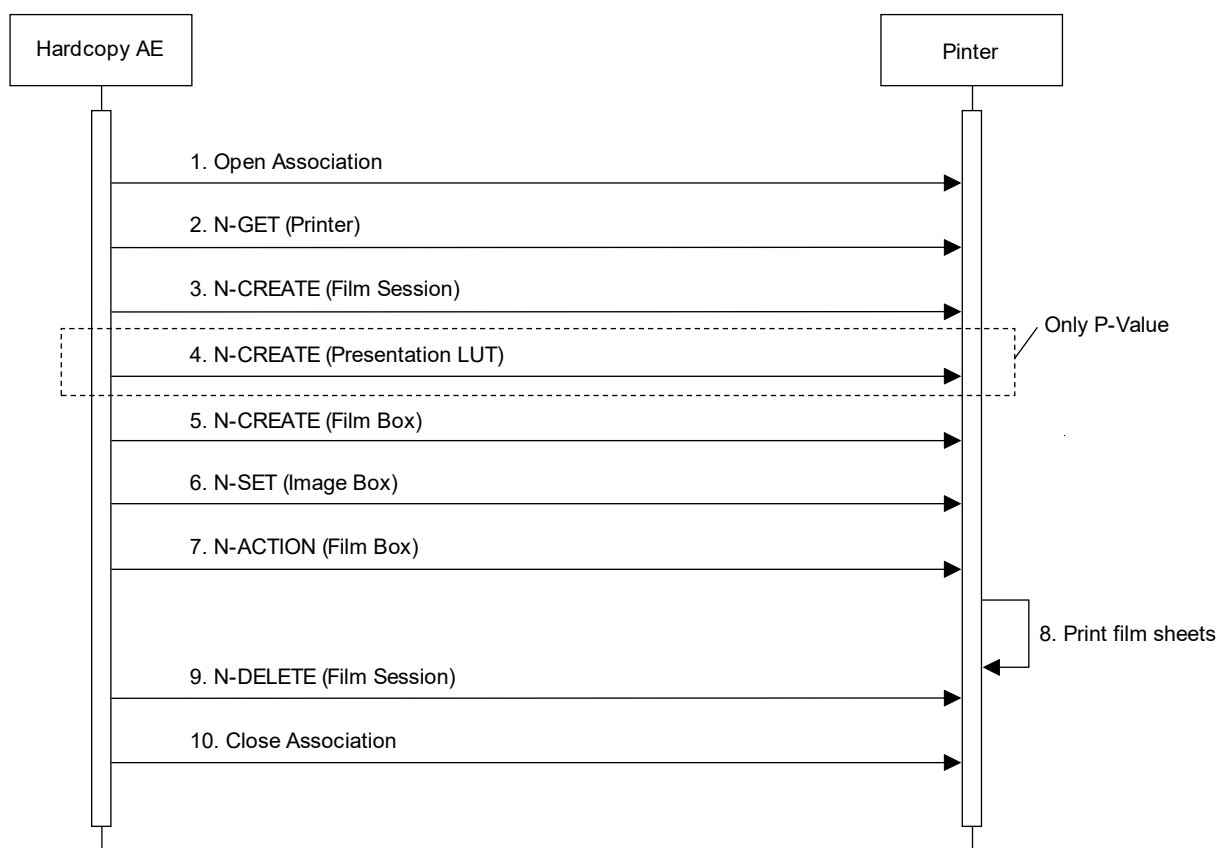 Hardcopy AE
Pinter
1. Open Association
2. N-GET (Printer)
3. N-CREATE (Film Session)
Only P-Value
4. N-CREATE (Presentation LUT)
5. N-CREATE (Film Box)
6. N-SET (Image Box)
7. N-ACTION (Film Box)
8. Print film sheets
9. N-DELETE (Film Session)
10. Close Association